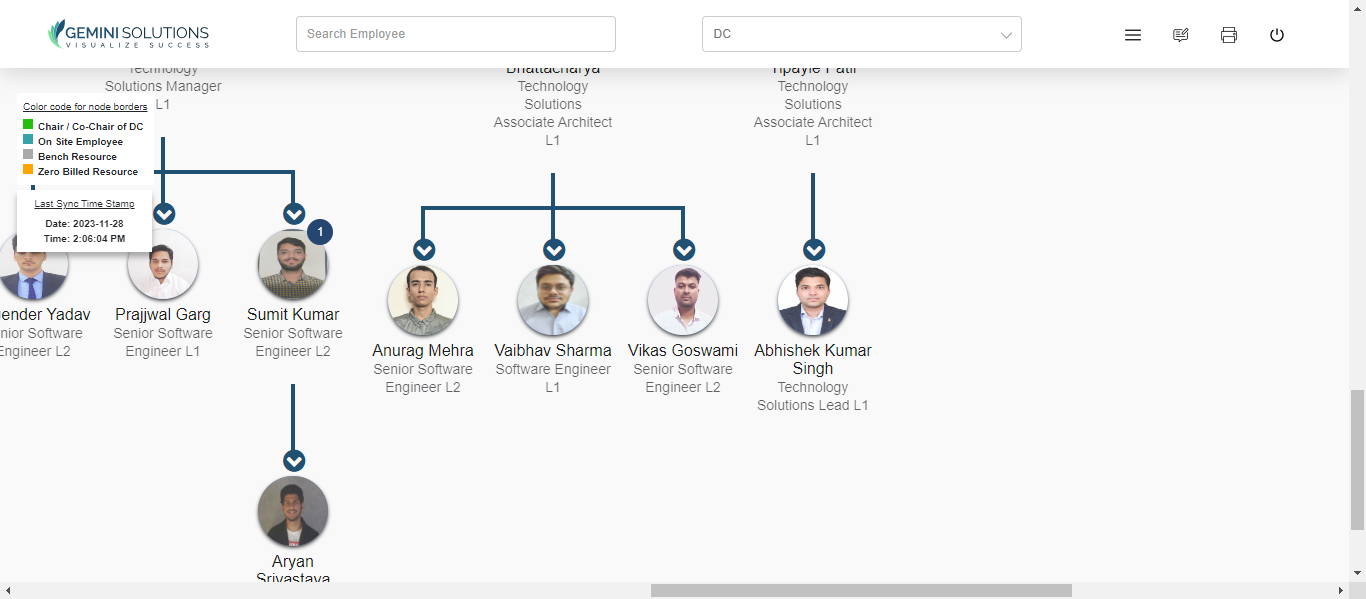 GEMINI SOLUTIONS
VISUALIZE SUCCESS
Search Employee
DC
Technology
Solutions Manager
L1
Bhattacharya
Technology
Solutions
Associate Architect
L1
Patil
Technology
Solutions
Associate Architect
L1
Color code for node borders
Chair / Co-Chair of DC
On Site Employee
Bench Resource
Zero Billed Resource
Last Sync Time Stamp
Date: 2023-11-28
Time: 2:06:04 PM
1
gender Yadav
nior Software
Engineer L2
Prajjwal Garg
Senior Software
Engineer L1
Sumit Kumar
Senior Software
Engineer L2
Anurag Mehra
Senior Software
Engineer L2
Vaibhav Sharma
Software Engineer
L1
Vikas Goswami
Senior Software
Engineer L2
Abhishek Kumar
Singh
Technology
Solutions Lead L1
Aryan
Srivastava